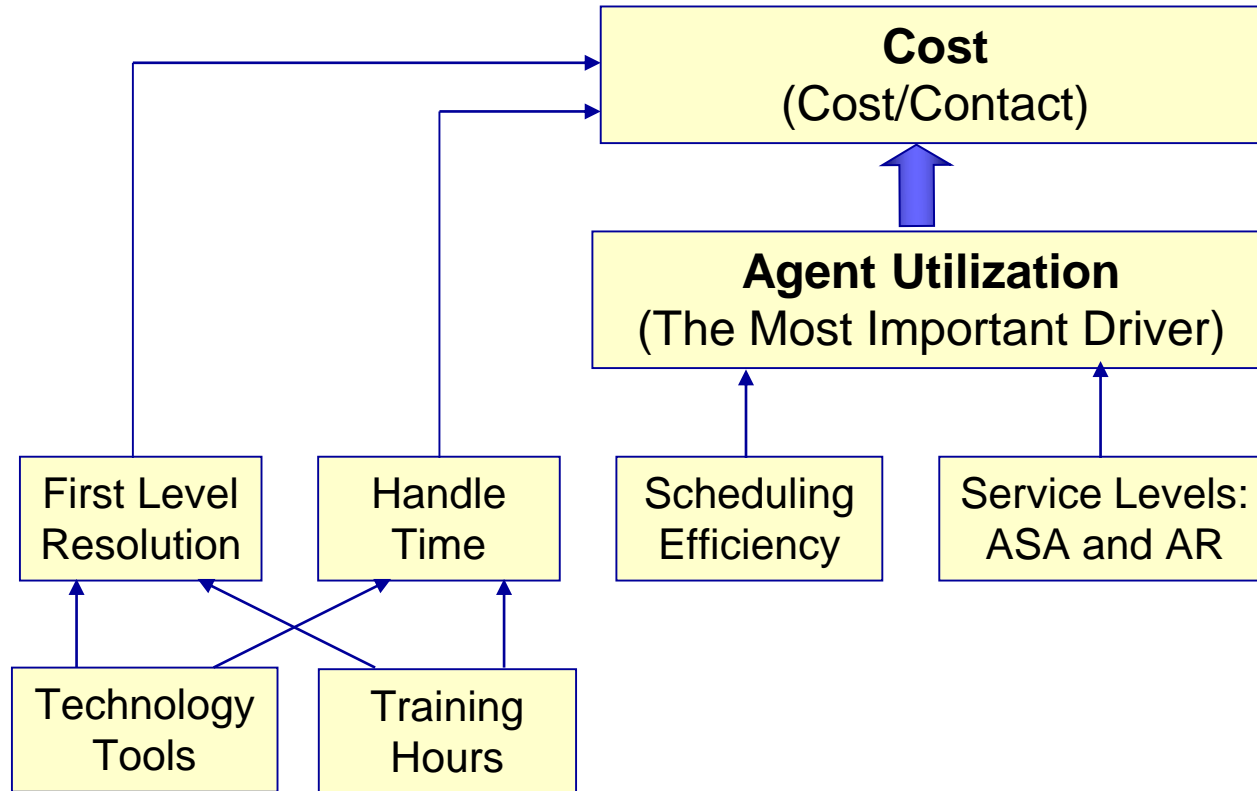 Cost
(Cost/Contact)
Agent Utilization
(The Most Important Driver)
First Level
Resolution
Handle
Time
Scheduling
Efficiency
Service Levels:
ASA and AR
Technology
Tools
Training
Hours